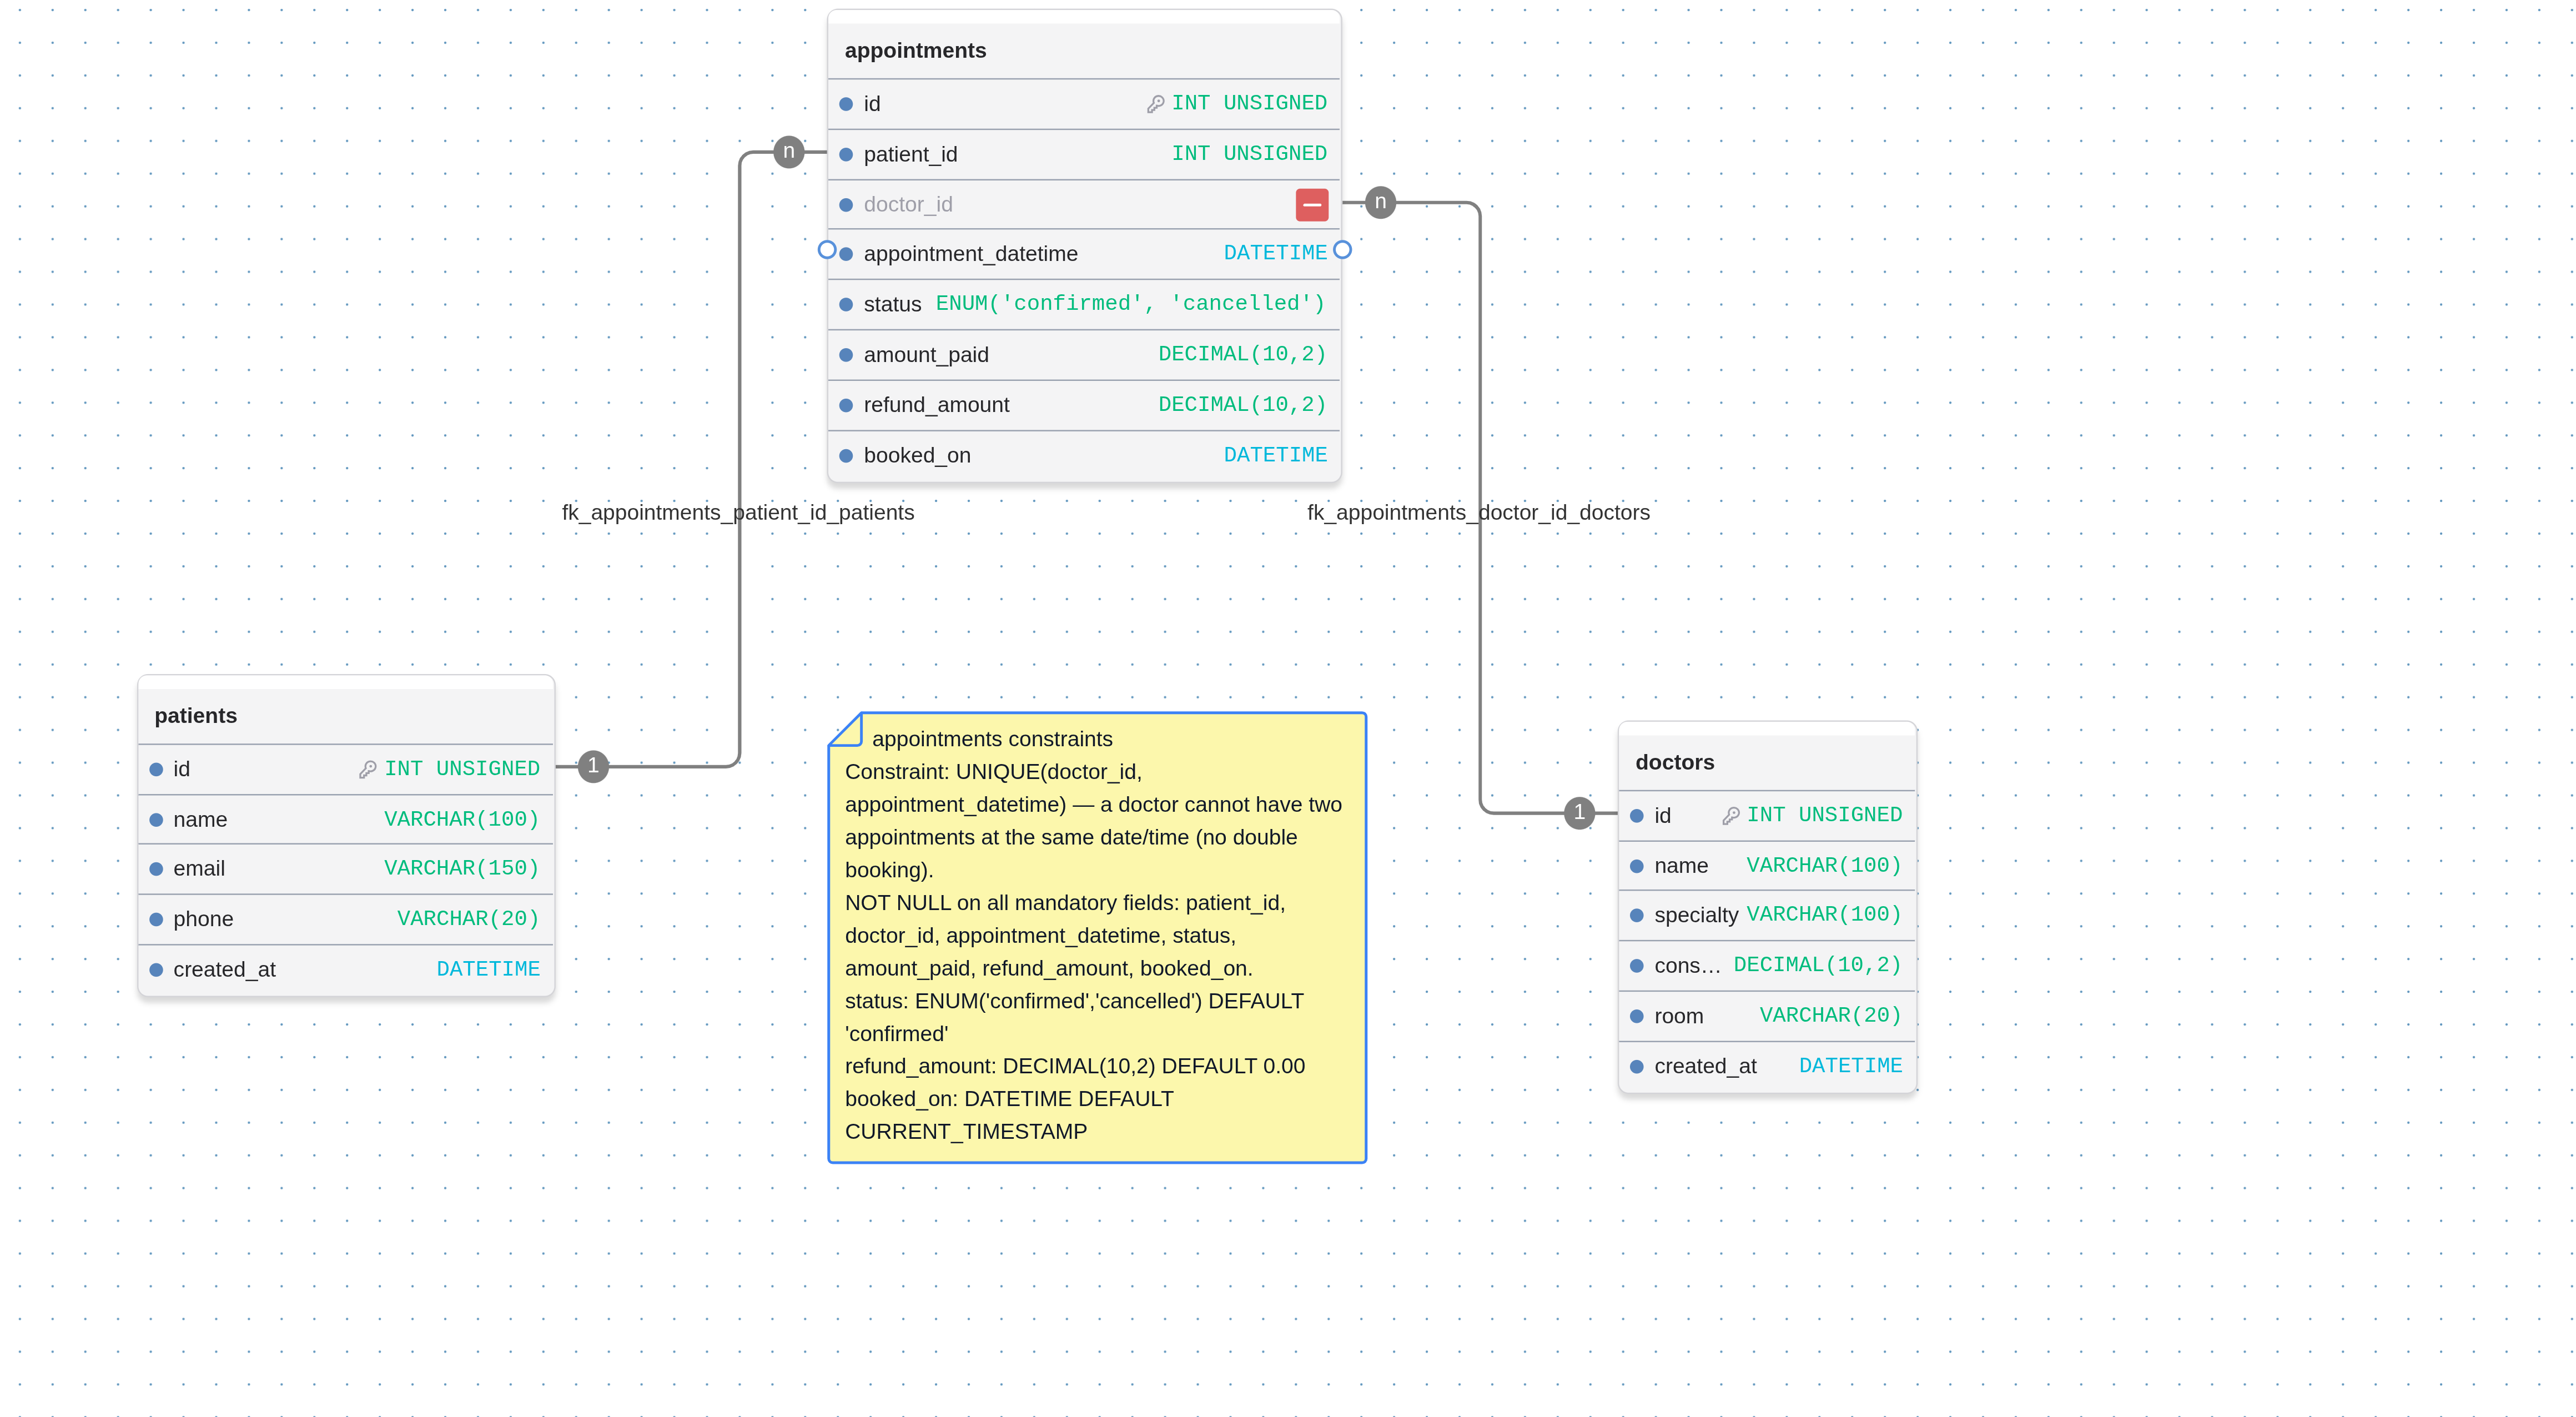 appointments
id INT UNSIGNED
patient_id INT UNSIGNED
doctor_id
appointment_datetime DATETIME
status ENUM('confirmed', 'cancelled')
amount_paid DECIMAL(10,2)
refund_amount DECIMAL(10,2)
booked_on DATETIME
n
n
fk_appointments_patient_id_patients
fk_appointments_doctor_id_doctors
patients
id INT UNSIGNED
name VARCHAR(100)
email VARCHAR(150)
phone VARCHAR(20)
created_at DATETIME
1
appointments constraints
Constraint: UNIQUE(doctor_id,
appointment_datetime) — a doctor cannot have two
appointments at the same date/time (no double
booking).
NOT NULL on all mandatory fields: patient_id,
doctor_id, appointment_datetime, status,
amount_paid, refund_amount, booked_on.
status: ENUM('confirmed','cancelled') DEFAULT
'confirmed'
refund_amount: DECIMAL(10,2) DEFAULT 0.00
booked_on: DATETIME DEFAULT
CURRENT_TIMESTAMP
1
doctors
id INT UNSIGNED
name VARCHAR(100)
specialty VARCHAR(100)
cons... DECIMAL(10,2)
room VARCHAR(20)
created_at DATETIME